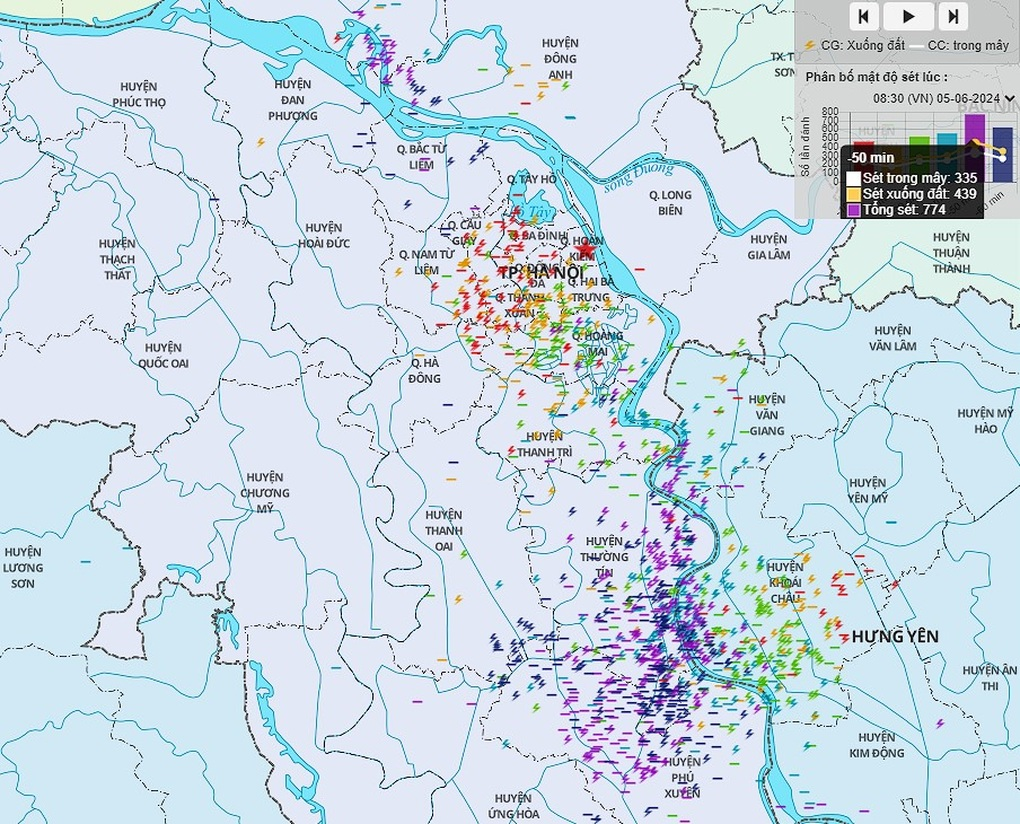 CG: Xuống đất
CC: trong mây
Phân bố mật độ sét lúc :
08:30 (VN) 05-06-2024
Số lần đánh
800
700
600
500
400
300
200
100
0
-50 min
Sét trong mây: 335
Sét xuống đất: 439
Tổng sét: 774
HUYỆN
ĐÔNG
ANH
HUYỆN
PHÚC THỌ
HUYỆN
ĐAN
PHƯỢNG
Q. BẮC TỪ
LIÊM
Q. TÂY HỒ
sông Đuống
Q. LONG
BIÊN
HUYỆN
HOÀI ĐỨC
Q. CẦU
GIẤY
Q. BA ĐÌNH
Q. HOÀN
KIẾM
HUYỆN
GIA LÂM
HUYỆN
THUẬN
THÀNH
HUYỆN
THẠCH
THẤT
Q. NAM TỪ
LIÊM
TP. HÀ NỘI
Q. HAI BÀ
TRƯNG
Q. THANH
XUÂN
HUYỆN
QUỐC OAI
Q. HOÀNG
MAI
HUYỆN
VĂN LÂM
Q. HÀ
ĐÔNG
HUYỆN
VĂN
GIANG
HUYỆN MỸ
HÀO
HUYỆN
THANH TRÌ
HUYỆN
CHƯƠNG
MỸ
HUYỆN
YÊN MỸ
HUYỆN
THANH
OAI
HUYỆN
THƯỜNG
TÍN
HUYỆN
LƯƠNG
SƠN
HUYỆN
KHOÁI
CHÂU
HƯNG YÊN
HUYỆN ÂN
THI
HUYỆN
KIM ĐỘNG
HUYỆN
PHÚ
XUYÊN
HUYỆN
ỨNG HÒA